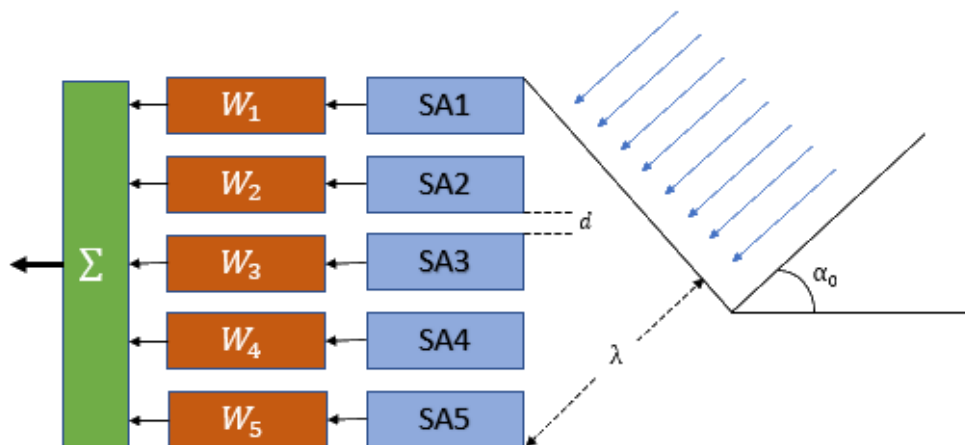 W₁ SA1
W₂ SA2
d
Σ W₃ SA3
α₀
λ
W₄ SA4
W₅ SA5